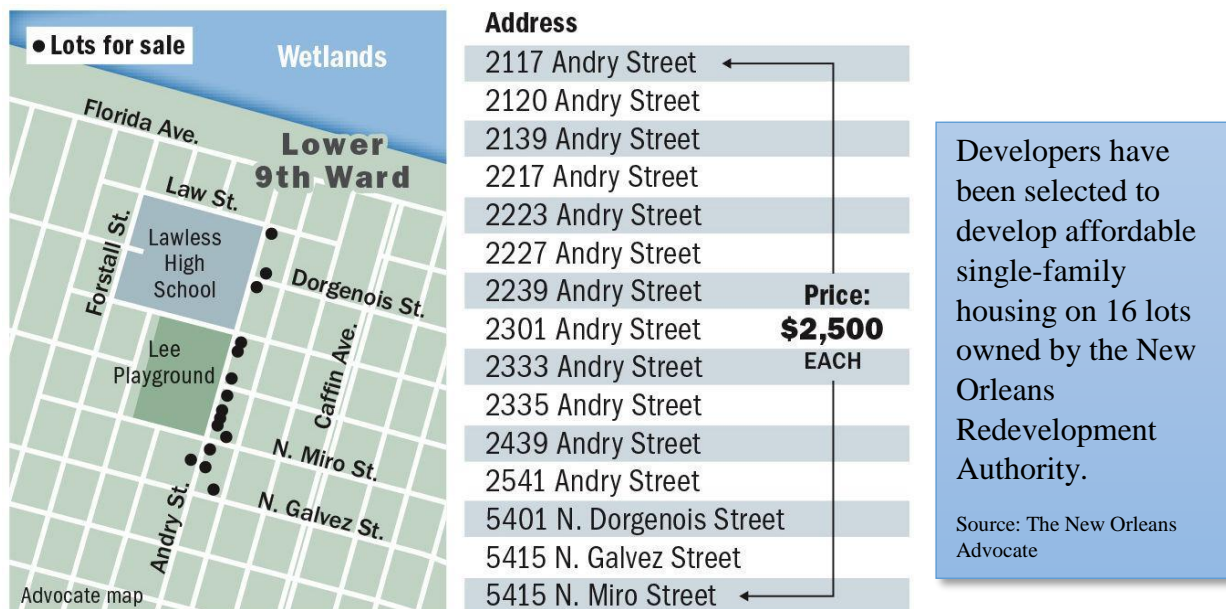 Lots for sale
Wetlands
Florida Ave.
Lower
9th Ward
Law St.
Forstall St.
Lawless
High
School
Dorgenois St.
Lee
Playground
Caffin Ave.
N. Miro St.
N. Galvez St.
Andry St.
Advocate map
Address
2117 Andry Street
2120 Andry Street
2139 Andry Street
2217 Andry Street
2223 Andry Street
2227 Andry Street
2239 Andry Street
2301 Andry Street
2333 Andry Street
2335 Andry Street
2439 Andry Street
2541 Andry Street
5401 N. Dorgenois Street
5415 N. Galvez Street
5415 N. Miro Street
Price:
$2,500
EACH
Developers have
been selected to
develop affordable
single-family
housing on 16 lots
owned by the New
Orleans
Redevelopment
Authority.
Source: The New Orleans
Advocate